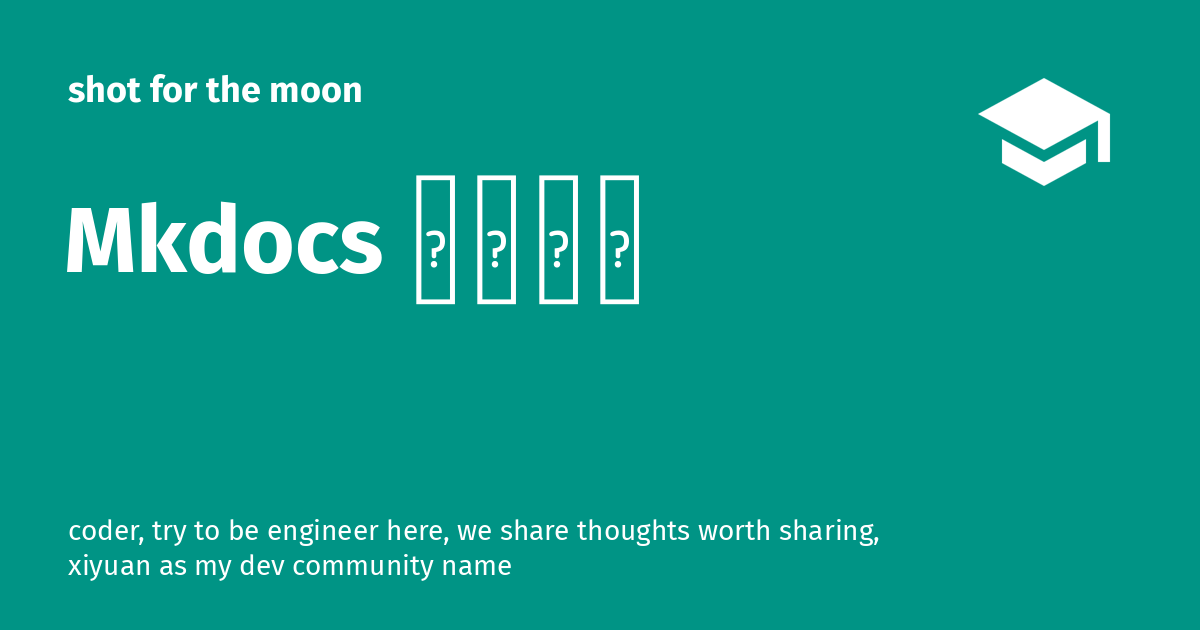 shot for the moon
Mkdocs
coder, try to be engineer here, we share thoughts worth sharing,
xiyuan as my dev community name